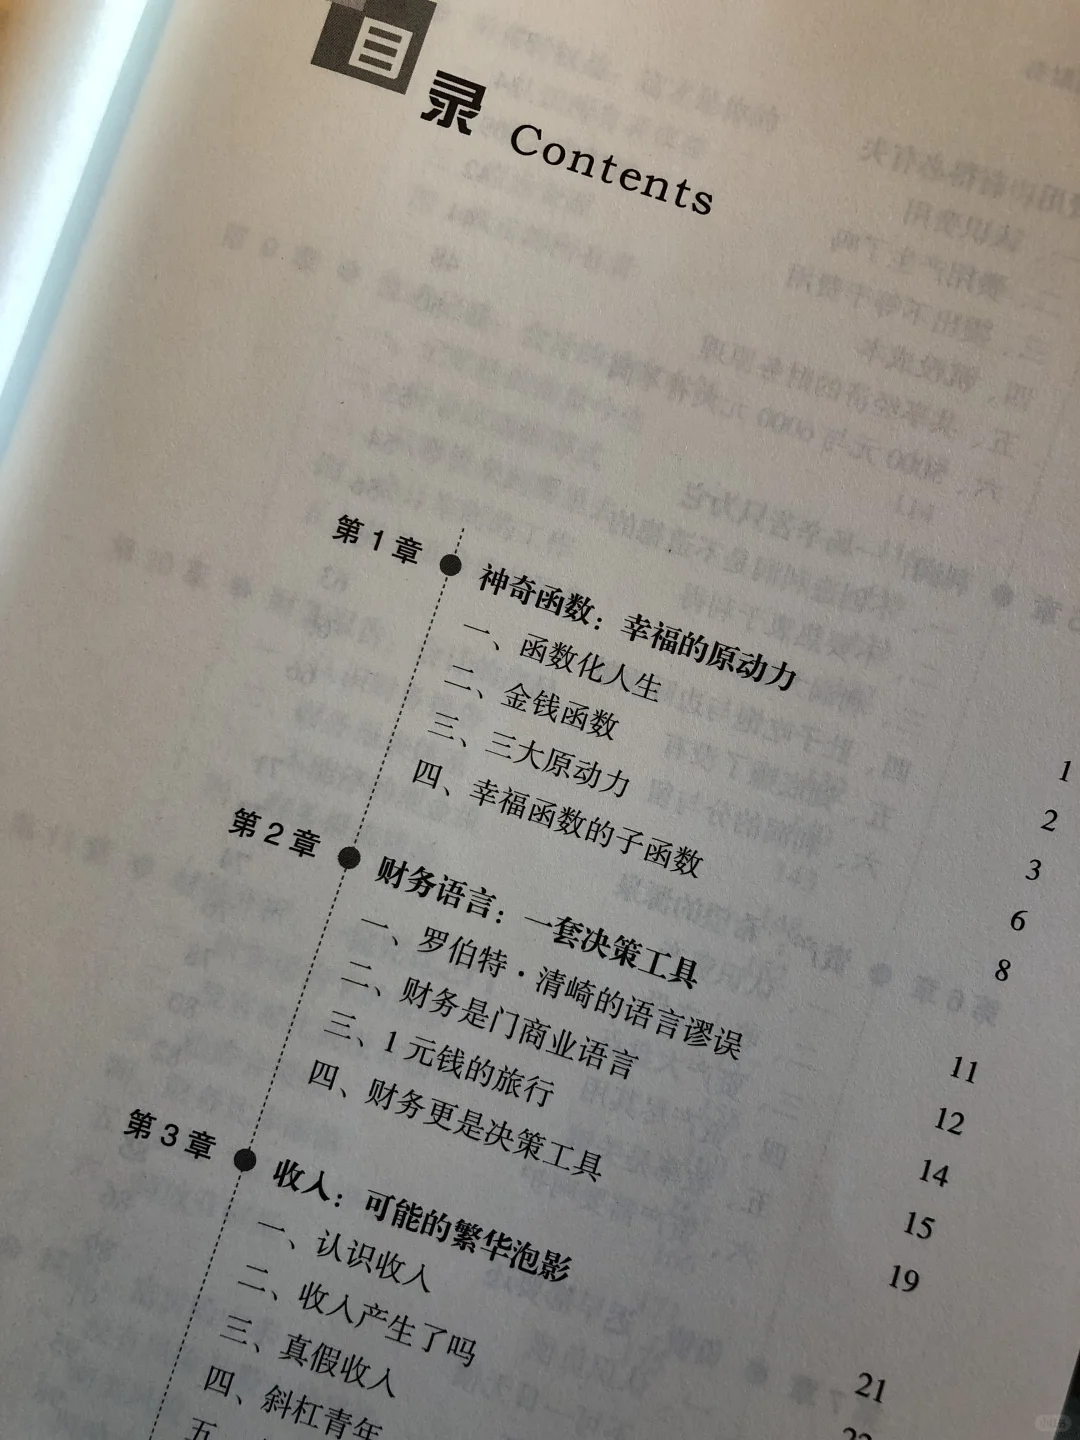 目录 Contents
第1章 神奇函数：幸福的原动力 1
一、函数化人生 2
二、金钱函数 3
三、三大原动力 6
四、幸福函数的子函数 8
第2章 财务语言：一套决策工具 11
一、罗伯特·清崎的语言谬误 12
二、财务是门商业语言 14
三、1元钱的旅行 15
四、财务更是决策工具 19
第3章 收入：可能的繁华泡影 21
一、认识收入 22
二、收入产生了吗
三、真假收入
四、斜杠青年
五、